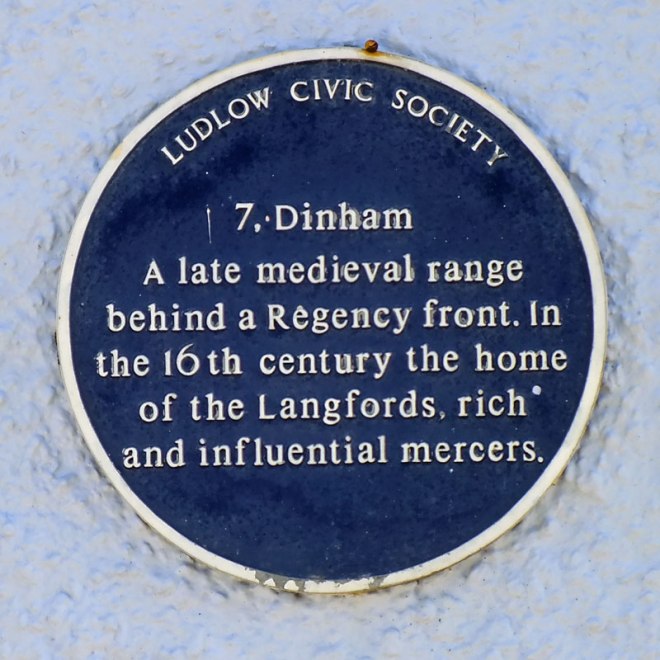 LUDLOW CIVIC SOCIETY
7, Dinham
A late medieval range
behind a Regency front. In
the 16th century the home
of the Langfords, rich
and influential mercers.